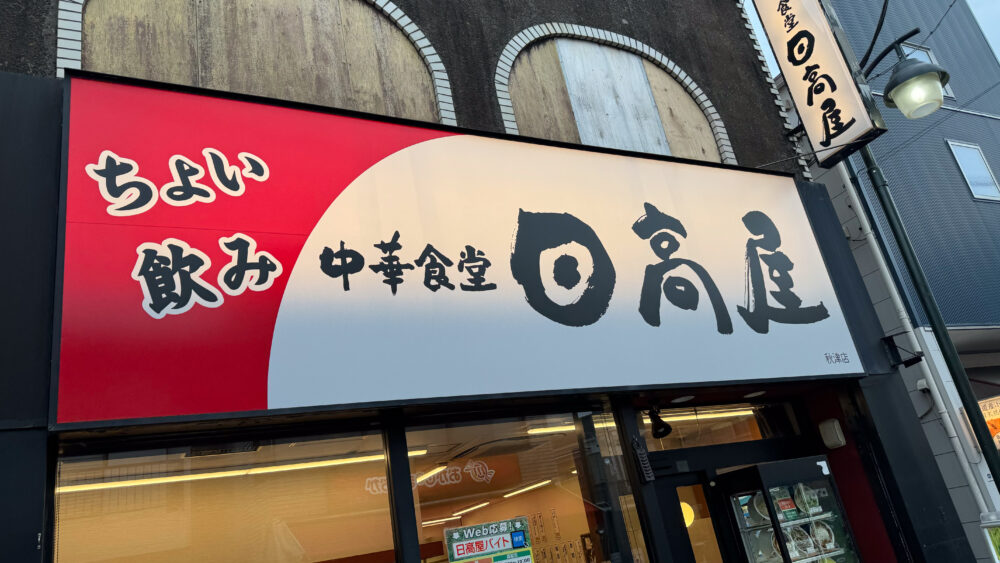 ちょい
飲み
中華食堂 日高屋
秋津店
食堂 日高屋
Web応募!
日高屋バイト